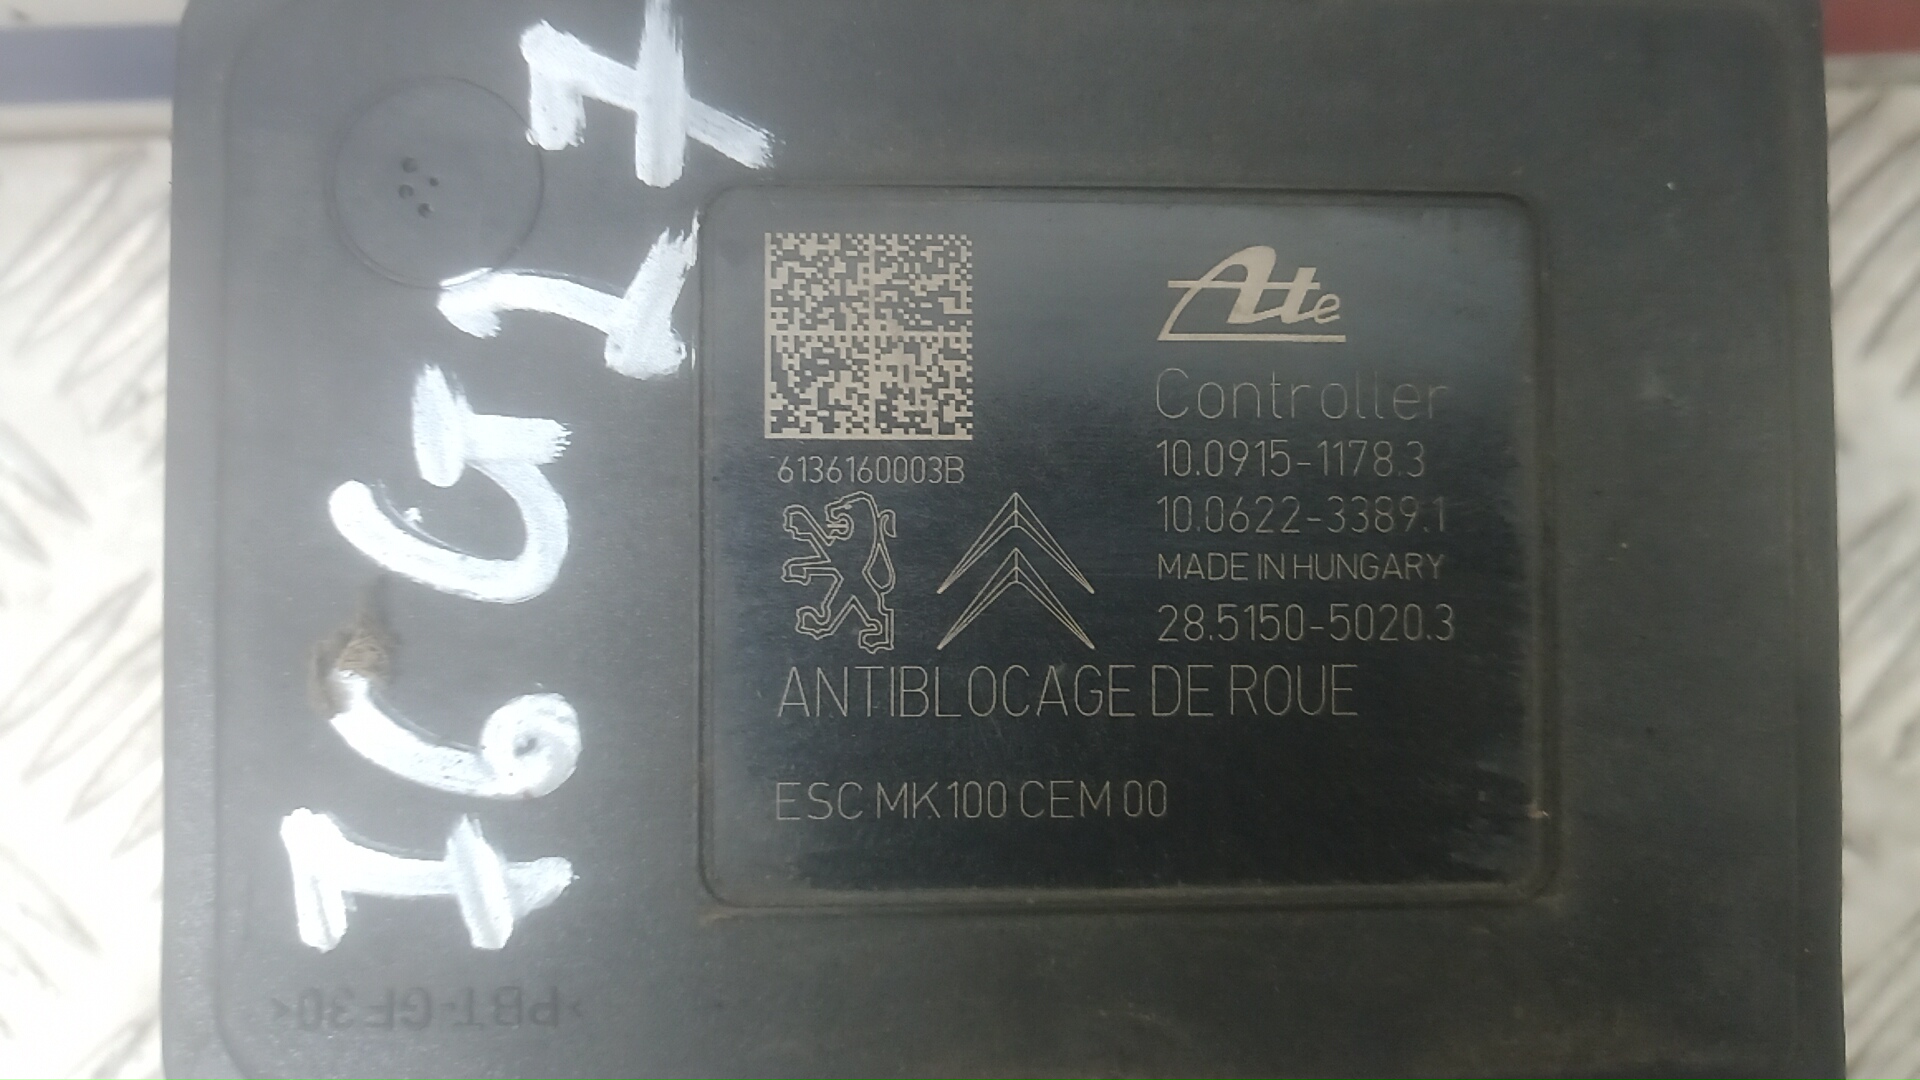 Ate
Controller
10.0915-1178.3
10.0622-3389.1
MADE IN HUNGARY
28.5150-5020.3
6136160003B
ANTIBLOCAGE DE ROUE
ESC MK100 CEM 00
>PBT-GF30<